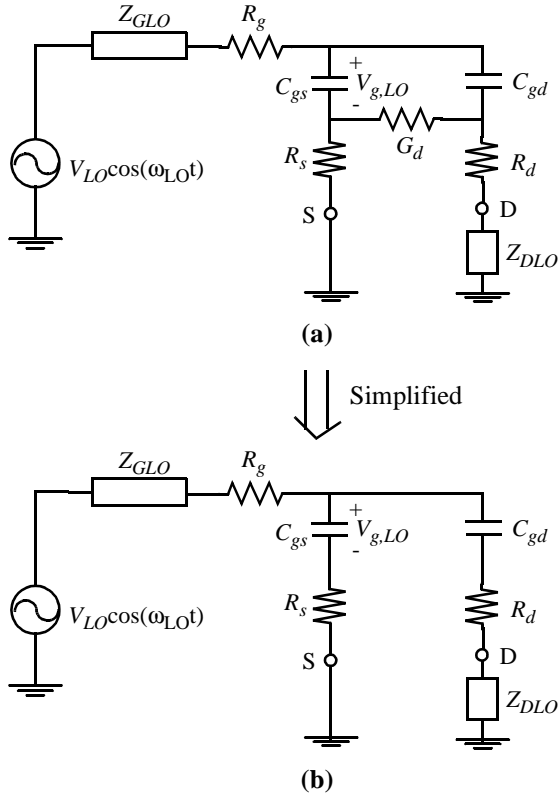 Z_GLO R_g
+
C_gs V_g,LO C_gd
-
G_d
R_s R_d
V_LO cos(ω_LO t)
S D
Z_DLO
(a)
Simplified
Z_GLO R_g
+
C_gs V_g,LO C_gd
-
R_s R_d
V_LO cos(ω_LO t)
S D
Z_DLO
(b)